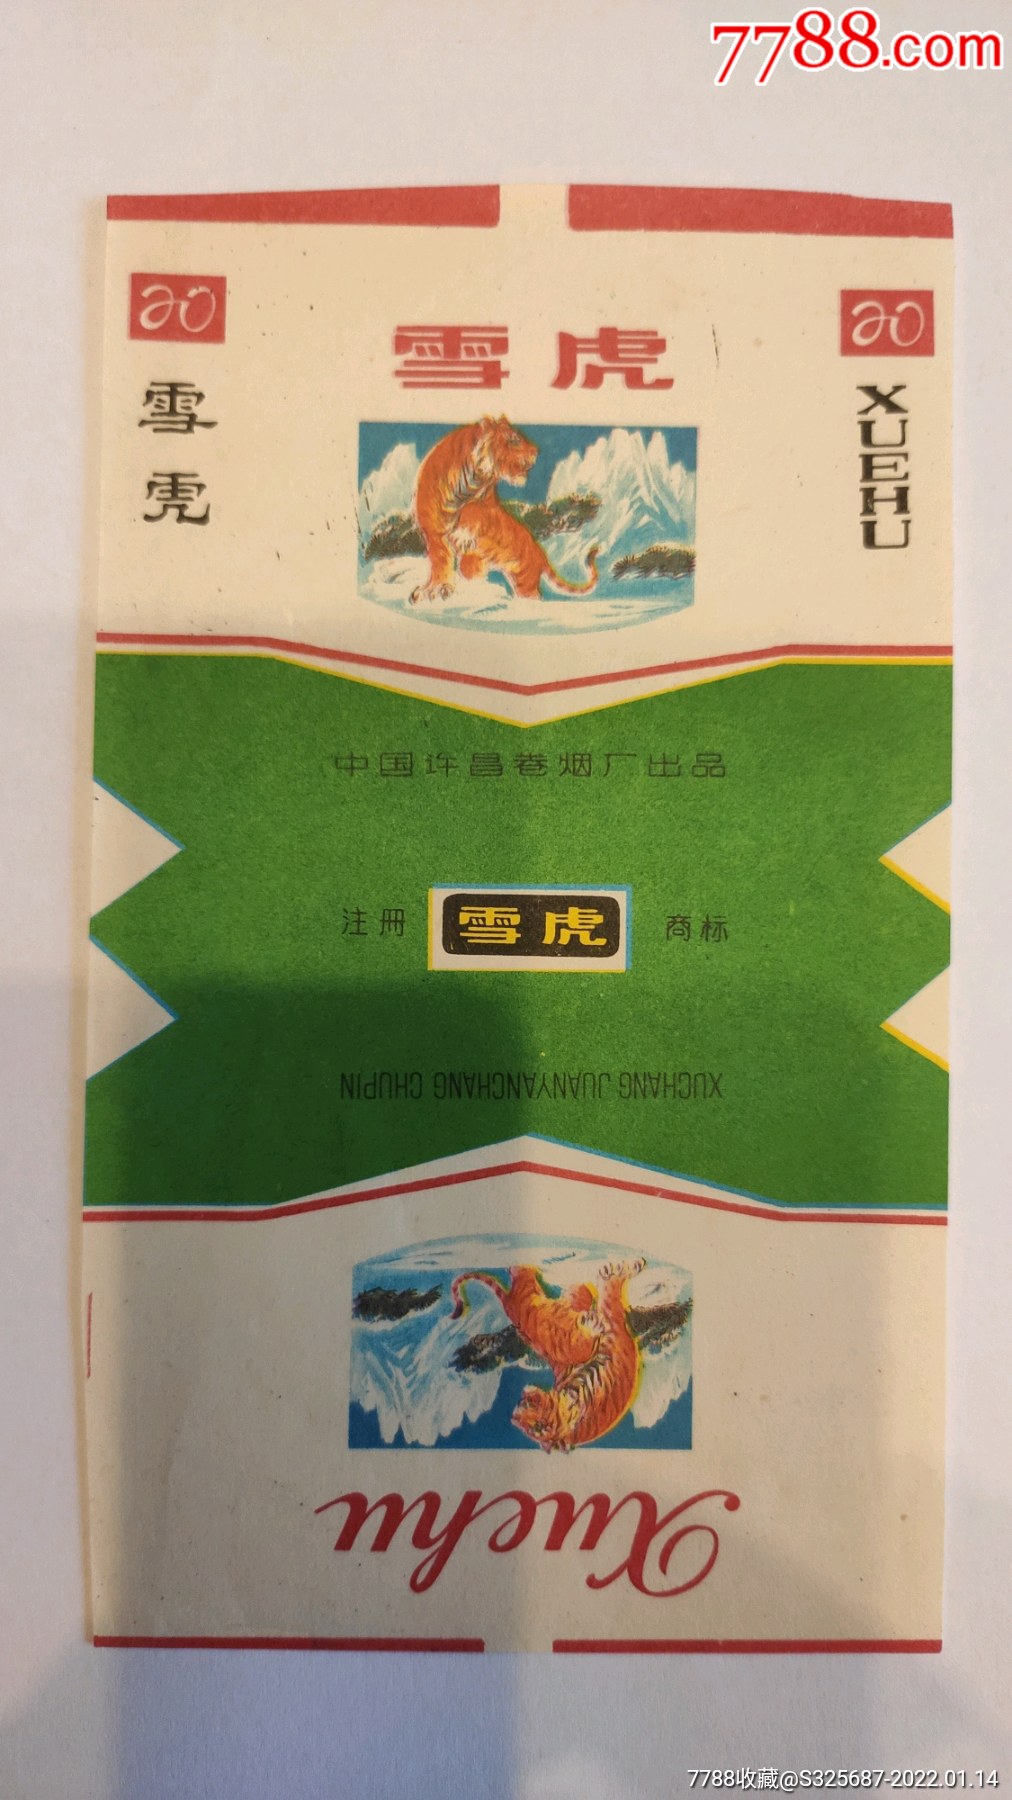 7788.com
20
20
雪虎
雪虎
XUEHU
中国许昌卷烟厂出品
注册
雪虎
商标
XUCHANG JUANYANCHANG CHUPIN
Xuehu
7788收藏@S325687-2022.01.14